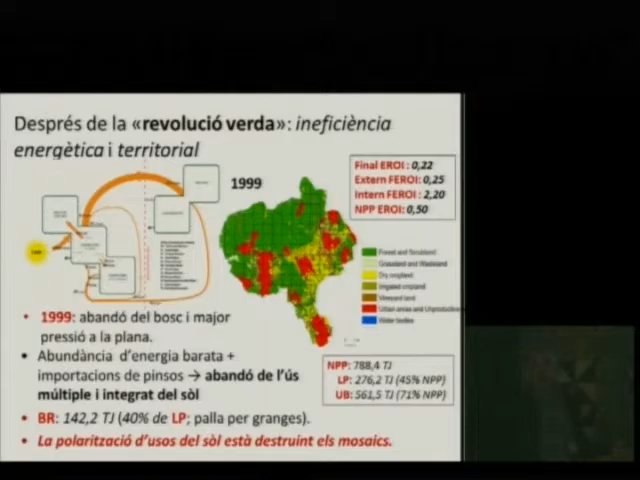 Després de la «revolució verda»: ineficiència
energètica i territorial
1999
Final EROI : 0,22
Extern FEROI: 0,25
Intern FEROI : 2,20
NPP EROI: 0,50
Forest and Scrubland
Grassland and Wasteland
Dry cropland
Irrigated cropland
Vineyard land
Urban areas and Unproductive
Water bodies
• 1999: abandó del bosc i major
pressió a la plana.
• Abundància d'energia barata +
importacions de pinsos → abandó de l'ús
múltiple i integrat del sòl
NPP: 788,4 TJ
LP: 276,2 TJ (45% NPP)
UB: 561,5 TJ (71% NPP)
• BR: 142,2 TJ (40% de LP; palla per granges).
• La polarització d'usos del sòl està destruint els mosaics.